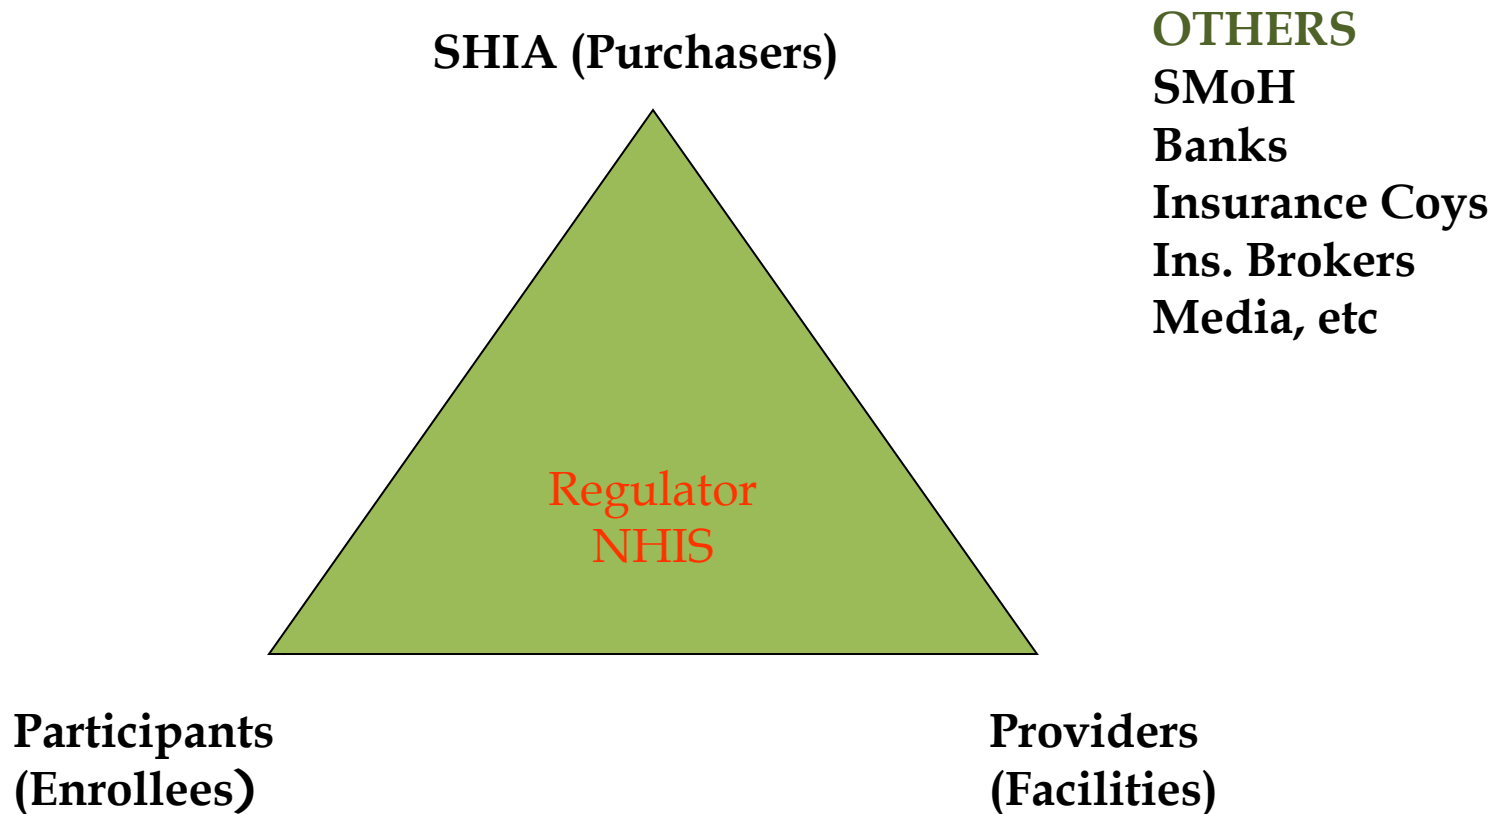 SHIA (Purchasers)
OTHERS
SMoH
Banks
Insurance Coys
Ins. Brokers
Media, etc
Regulator
NHIS
Participants
(Enrollees)
Providers
(Facilities)